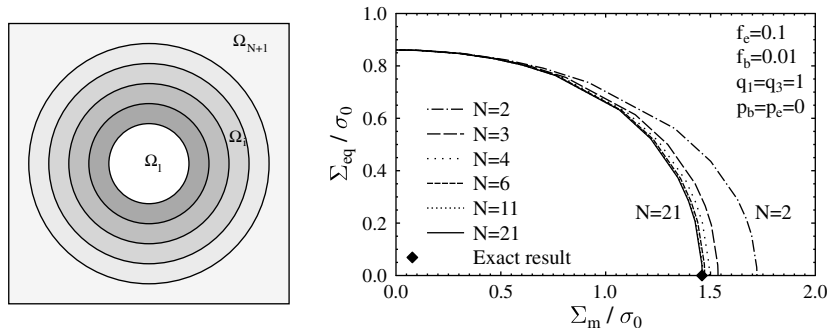 Ω_{N+1}
Ω_i
Ω_1
Σ_eq / σ_0
1.0
0.8
0.6
0.4
0.2
0.0
f_e=0.1
f_b=0.01
q_1=q_3=1
p_b=p_e=0
N=2
N=3
N=4
N=6
N=11
N=21
Exact result
N=21
N=2
0.0
0.5
1.0
1.5
2.0
Σ_m / σ_0